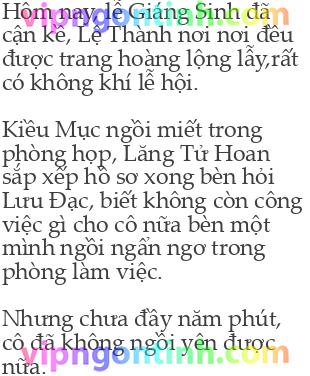 Hôm nay, lễ Giáng Sinh đã
cận kề, Lệ Thành nơi nơi đều
được trang hoàng lộng lẫy,rất
có không khí lễ hội.
Kiều Mục ngồi miết trong
phòng họp, Lăng Tử Hoan
sắp xếp hồ sơ xong bèn hỏi
Lưu Đạc, biết không còn công
việc gì cho cô nữa bèn một
mình ngồi ngẩn ngơ trong
phòng làm việc.
Nhưng chưa đầy năm phút,
cô đã không ngồi yên được
nữa.
vipngontinh.com
vipngontinh.com